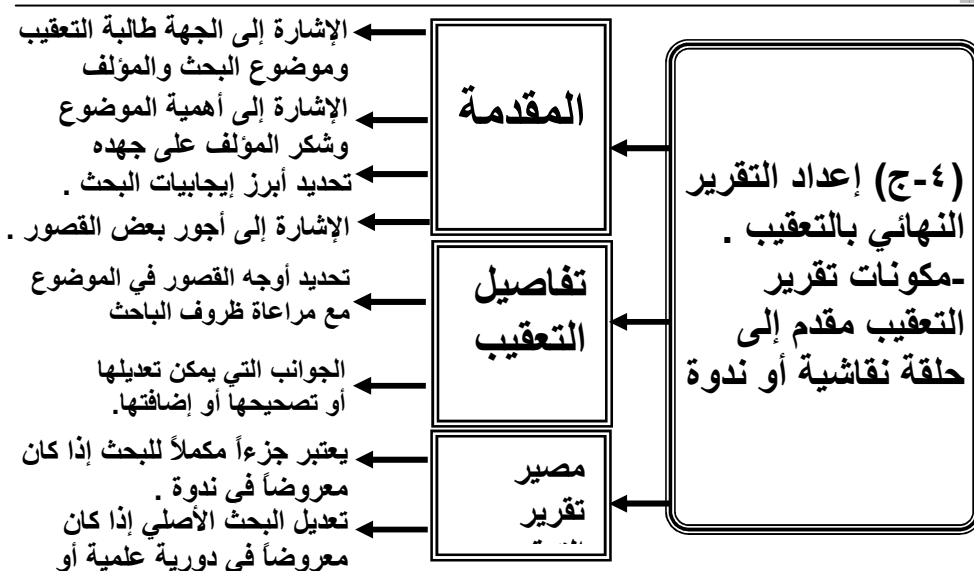 (٤-ج) إعداد التقرير
النهائي بالتعقيب .
-مكونات تقرير
التعقيب مقدم إلى
حلقة نقاشية أو ندوة
المقدمة
الإشارة إلى الجهة طالبة التعقيب
وموضوع البحث والمؤلف
الإشارة إلى أهمية الموضوع
وشكر المؤلف على جهده
تحديد أبرز إيجابيات البحث .
الإشارة إلى أجور بعض القصور .
تفاصيل
التعقيب
تحديد أوجه القصور في الموضوع
مع مراعاة ظروف الباحث
الجوانب التي يمكن تعديلها
أو تصحيحها أو إضافتها.
مصير
تقرير
يعتبر جزءاً مكملاً للبحث إذا كان
معروضاً في ندوة .
تعديل البحث الأصلي إذا كان
معروضاً في دورية علمية أو